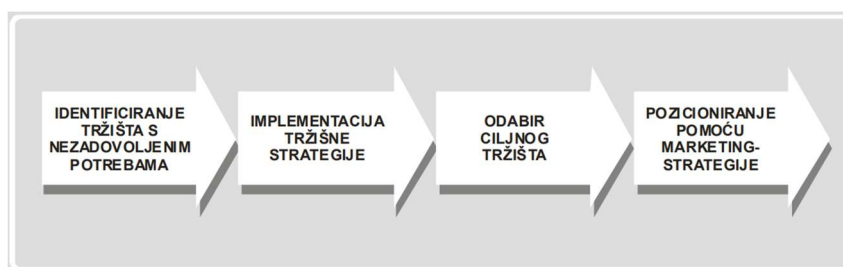 IDENTIFICIRANJE
TRŽIŠTA S
NEZADOVOLJENIM
POTREBAMA
IMPLEMENTACIJA
TRŽIŠNE
STRATEGIJE
ODABIR
CILJNOG
TRŽIŠTA
POZICIONIRANJE
POMOĆU
MARKETING-
STRATEGIJE